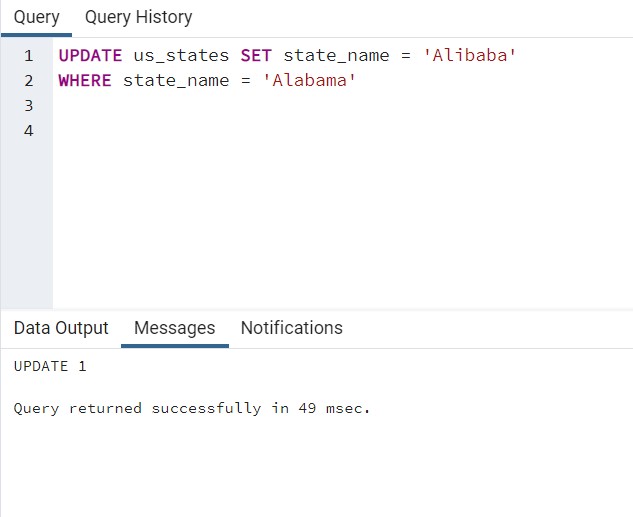 Query Query History
1 UPDATE us_states SET state_name = 'Alibaba'
2 WHERE state_name = 'Alabama'
3
4
Data Output Messages Notifications
UPDATE 1
Query returned successfully in 49 msec.